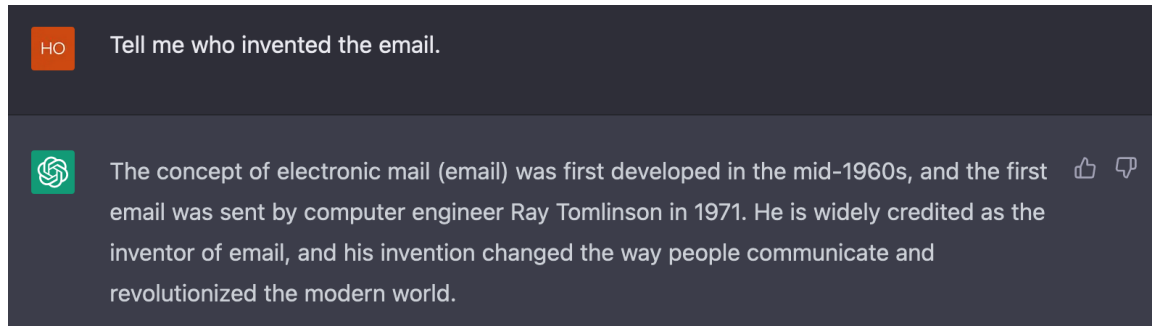 HO
Tell me who invented the email.
The concept of electronic mail (email) was first developed in the mid-1960s, and the first
email was sent by computer engineer Ray Tomlinson in 1971. He is widely credited as the
inventor of email, and his invention changed the way people communicate and
revolutionized the modern world.